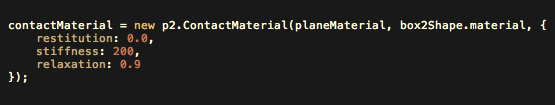 contactMaterial = new p2.ContactMaterial(planeMaterial, box2Shape.material, {
    restitution: 0.0,
    stiffness: 200,
    relaxation: 0.9
});